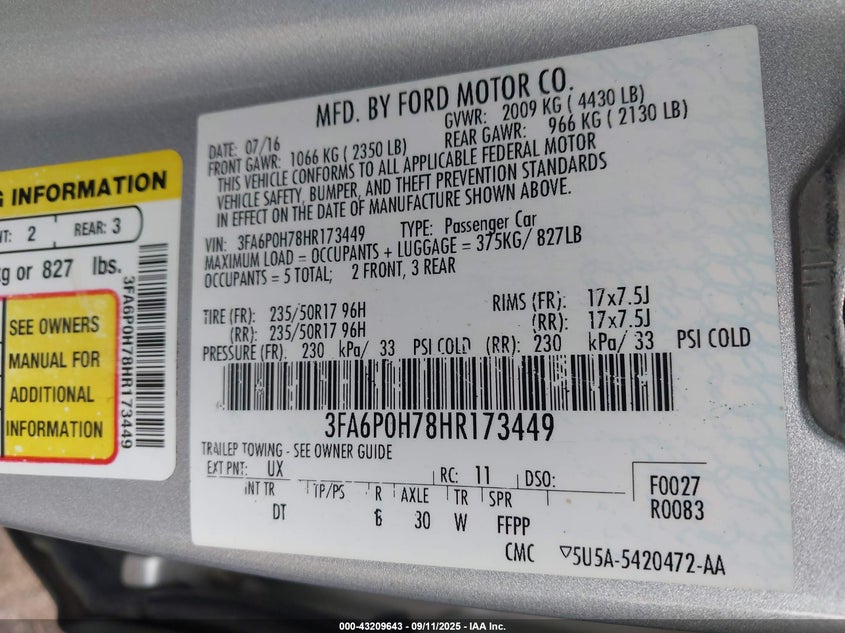 MFD. BY FORD MOTOR CO.
DATE: 07/16 GVWR: 2009 KG ( 4430 LB)
FRONT GAWR: 1066 KG ( 2350 LB) REAR GAWR: 966 KG ( 2130 LB)
THIS VEHICLE CONFORMS TO ALL APPLICABLE FEDERAL MOTOR
VEHICLE SAFETY, BUMPER, AND THEFT PREVENTION STANDARDS
IN EFFECT ON THE DATE OF MANUFACTURE SHOWN ABOVE.
VIN: 3FA6P0H78HR173449 TYPE: Passenger Car
MAXIMUM LOAD = OCCUPANTS + LUGGAGE = 375KG/ 827LB
OCCUPANTS = 5 TOTAL; 2 FRONT, 3 REAR
TIRE (FR): 235/50R17 96H RIMS (FR): 17x7.5J
(RR): 235/50R17 96H (RR): 17x7.5J
PRESSURE (FR): 230 kPa/ 33 PSI COLD (RR): 230 kPa/ 33 PSI COLD
3FA6P0H78HR173449
TRAILER TOWING - SEE OWNER GUIDE
EXT PNT: UX RC: 11 DSO: F0027
INT TR TP/PS R AXLE TR SPR R0083
DT 30 W FFPP
CMC 5U5A-5420472-AA
INFORMATION
2 REAR: 3
kg or 827 lbs.
SEE OWNERS
MANUAL FOR
ADDITIONAL
INFORMATION
3FA6P0H78HR173449
000-43209643 - 09/11/2025 - IAA Inc.